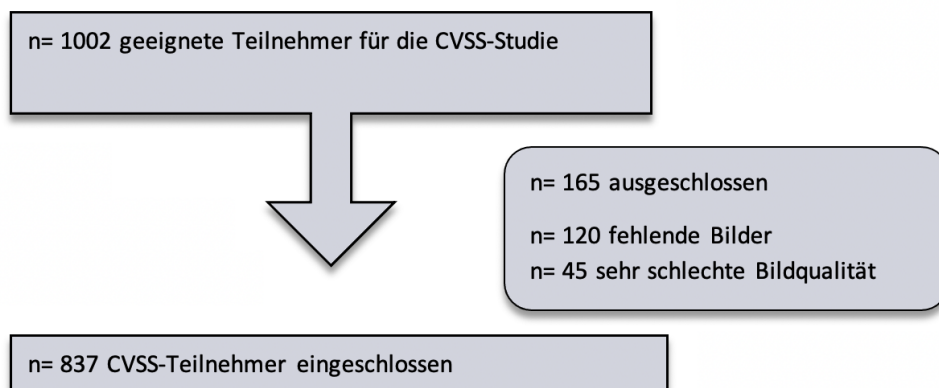 n= 1002 geeignete Teilnehmer für die CVSS-Studie
n= 165 ausgeschlossen
n= 120 fehlende Bilder
n= 45 sehr schlechte Bildqualität
n= 837 CVSS-Teilnehmer eingeschlossen